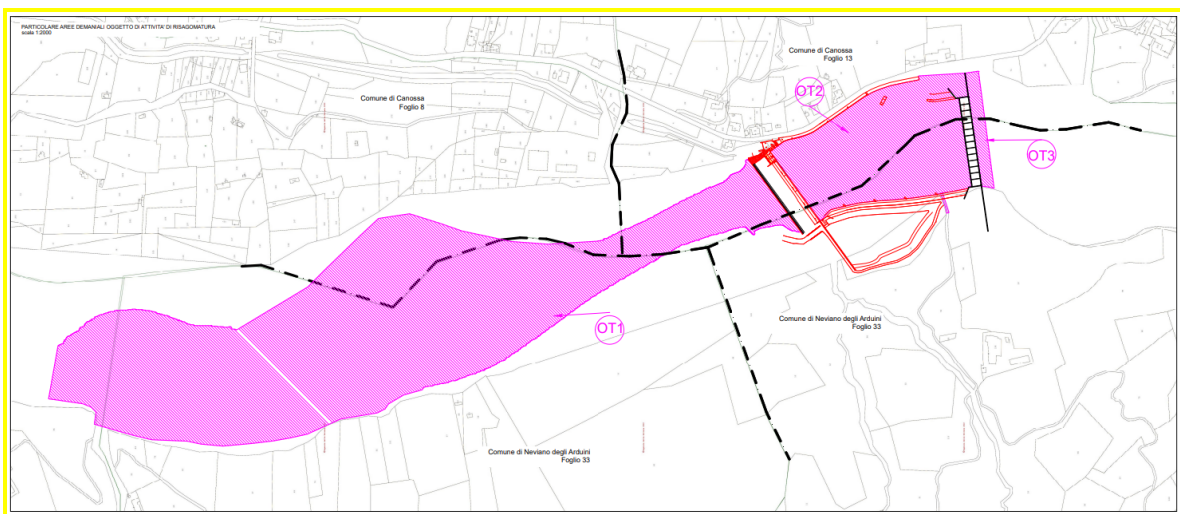 PARTICOLARE AREE DEMANIALI OGGETTO DI ATTIVITA' DI RISAGOMATURA
scala 1:2000
Comune di Canossa
Foglio 13
Comune di Canossa
Foglio 8
OT2
OT3
OT1
Comune di Neviano degli Arduini
Foglio 33
Comune di Neviano degli Arduini
Foglio 33